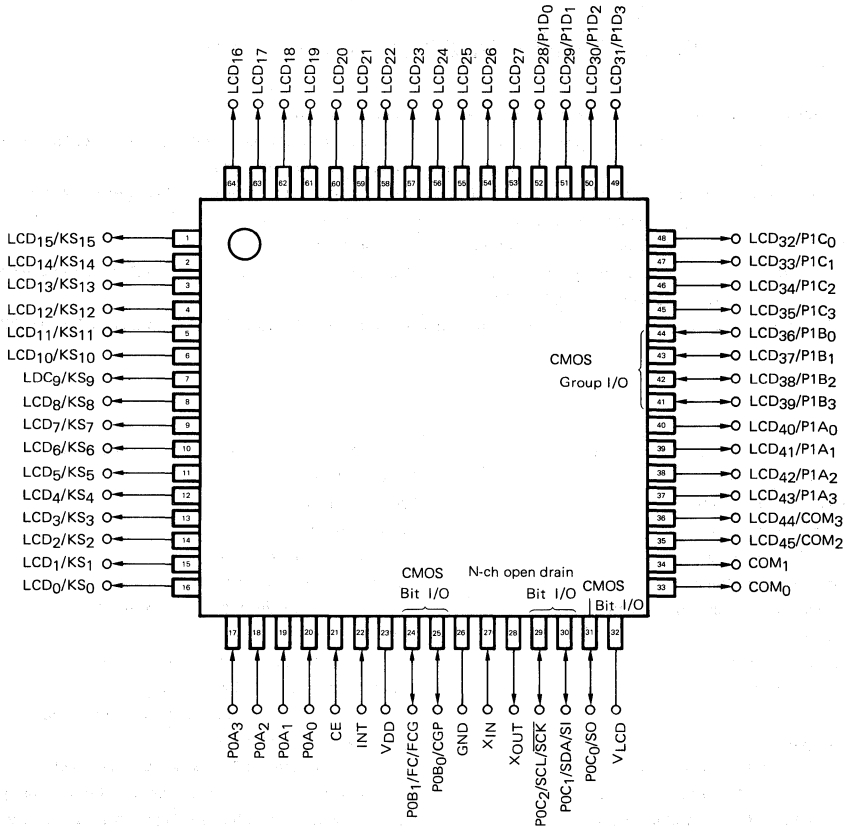 LCD16
LCD17
LCD18
LCD19
LCD20
LCD21
LCD22
LCD23
LCD24
LCD25
LCD26
LCD27
LCD28/P1D0
LCD29/P1D1
LCD30/P1D2
LCD31/P1D3
64 63 62 61 60 59 58 57 56 55 54 53 52 51 50 49
LCD15/KS15 1
LCD14/KS14 2
LCD13/KS13 3
LCD12/KS12 4
LCD11/KS11 5
LCD10/KS10 6
LDC9/KS9 7
LCD8/KS8 8
LCD7/KS7 9
LCD6/KS6 10
LCD5/KS5 11
LCD4/KS4 12
LCD3/KS3 13
LCD2/KS2 14
LCD1/KS1 15
LCD0/KS0 16
48 LCD32/P1C0
47 LCD33/P1C1
46 LCD34/P1C2
45 LCD35/P1C3
44 LCD36/P1B0
43 LCD37/P1B1
42 LCD38/P1B2
41 LCD39/P1B3
40 LCD40/P1A0
39 LCD41/P1A1
38 LCD42/P1A2
37 LCD43/P1A3
36 LCD44/COM3
35 LCD45/COM2
34 COM1
33 COM0
CMOS
Group I/O
CMOS
Bit I/O
N-ch open drain
Bit I/O
CMOS
Bit I/O
17 18 19 20 21 22 23 24 25 26 27 28 29 30 31 32
P0A3
P0A2
P0A1
P0A0
CE
INT
VDD
P0B1/FC/FCG
P0B0/CGP
GND
XIN
XOUT
P0C2/SCL/SCK
P0C1/SDA/SI
P0C0/SO
VLCD